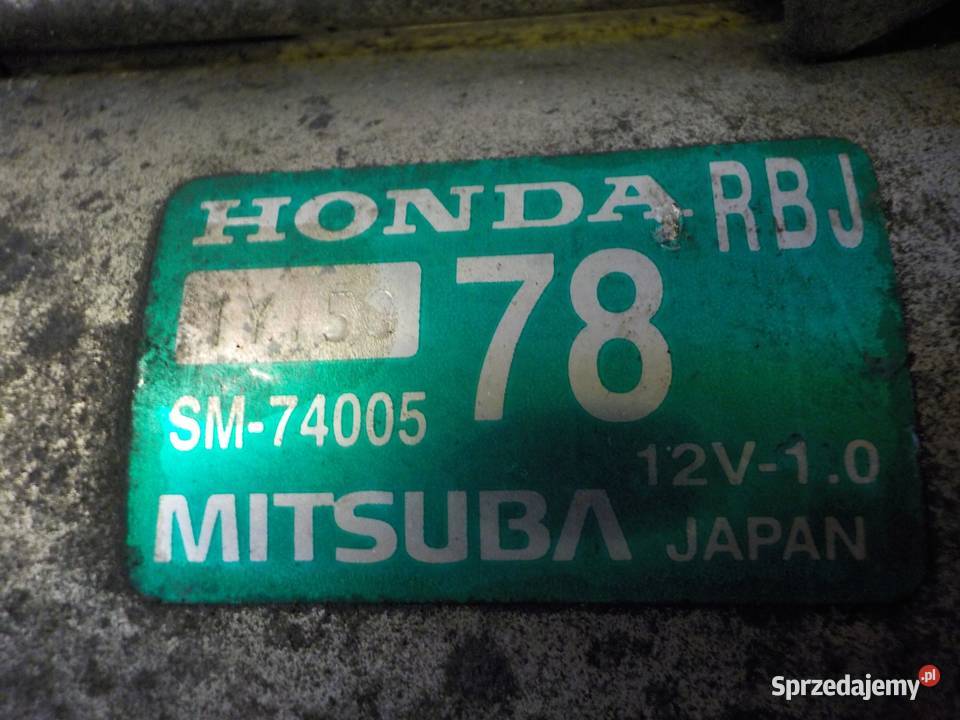 HONDA RBJ
78
SM-74005
12V-1.0
MITSUBA JAPAN
Sprzedajemy.pl